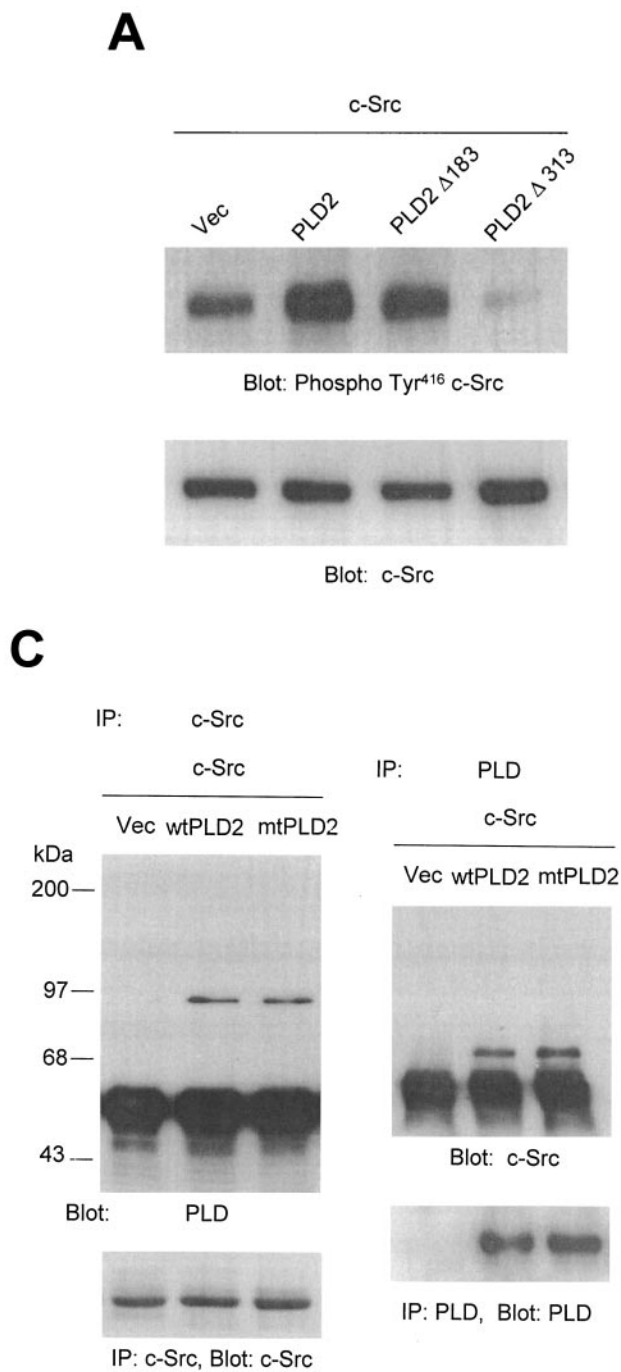 A
c-Src
Vec PLD2 PLD2 Δ183 PLD2 Δ 313
Blot: Phospho Tyr⁴¹⁶ c-Src
Blot: c-Src
C
IP: c-Src
c-Src
Vec wtPLD2 mtPLD2
kDa
200
97
68
43
Blot: PLD
IP: c-Src, Blot: c-Src
IP: PLD
c-Src
Vec wtPLD2 mtPLD2
Blot: c-Src
IP: PLD, Blot: PLD